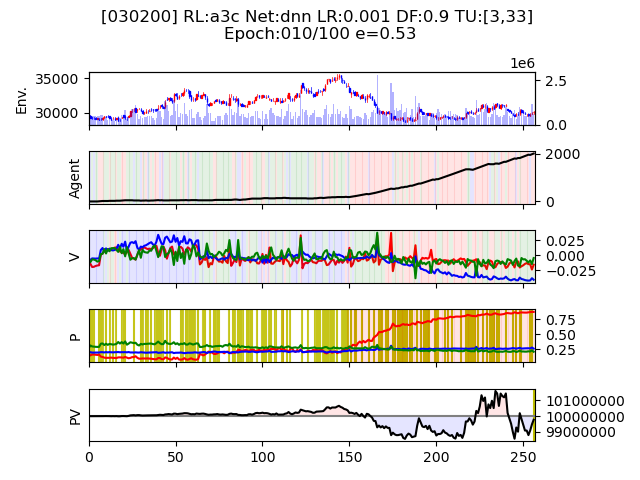 [030200] RL:a3c Net:dnn LR:0.001 DF:0.9 TU:[3,33]
Epoch:010/100 e=0.53
1e6
Env.
35000
30000
2.5
0.0
Agent
2000
0
V
0.025
0.000
−0.025
P
0.75
0.50
0.25
PV
101000000
100000000
99000000
0 50 100 150 200 250